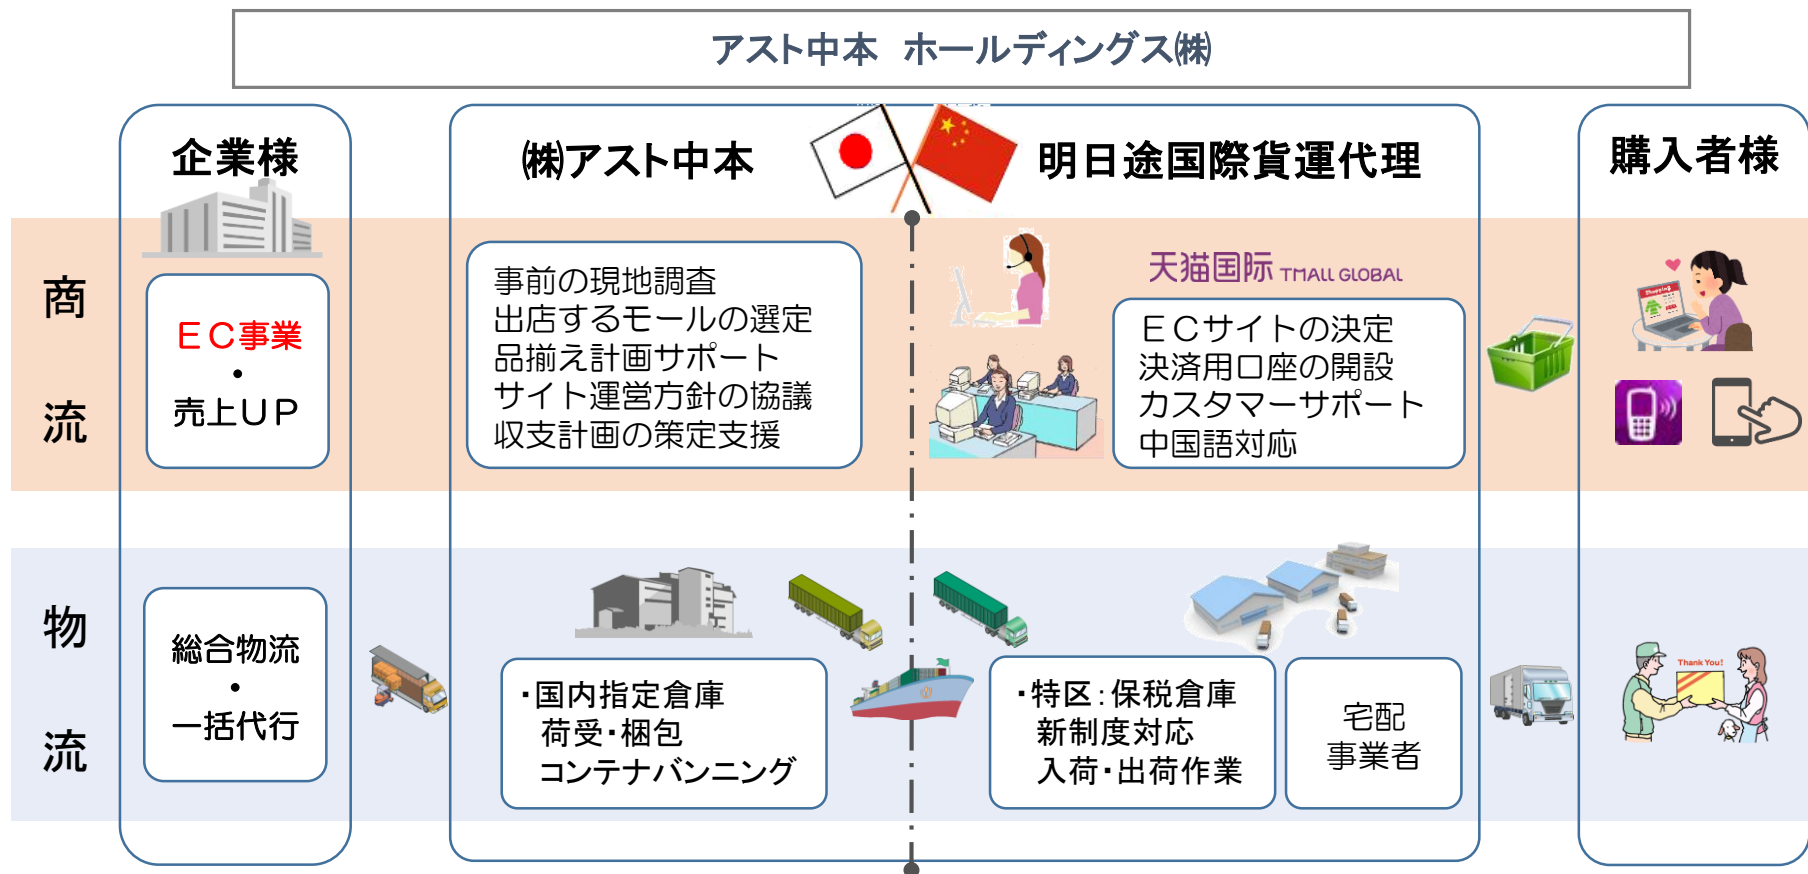 アスト中本 ホールディングス㈱
企業様
㈱アスト中本
明日途国際貨運代理
購入者様
商
流
ＥＣ事業
・
売上ＵＰ
事前の現地調査
出店するモールの選定
品揃え計画サポート
サイト運営方針の協議
収支計画の策定支援
天猫国际 TMALL GLOBAL
ＥＣサイトの決定
決済用口座の開設
カスタマーサポート
中国語対応
Shopping
物
流
総合物流
・
一括代行
・国内指定倉庫
荷受・梱包
コンテナバンニング
・特区：保税倉庫
新制度対応
入荷・出荷作業
宅配
事業者
Thank You!